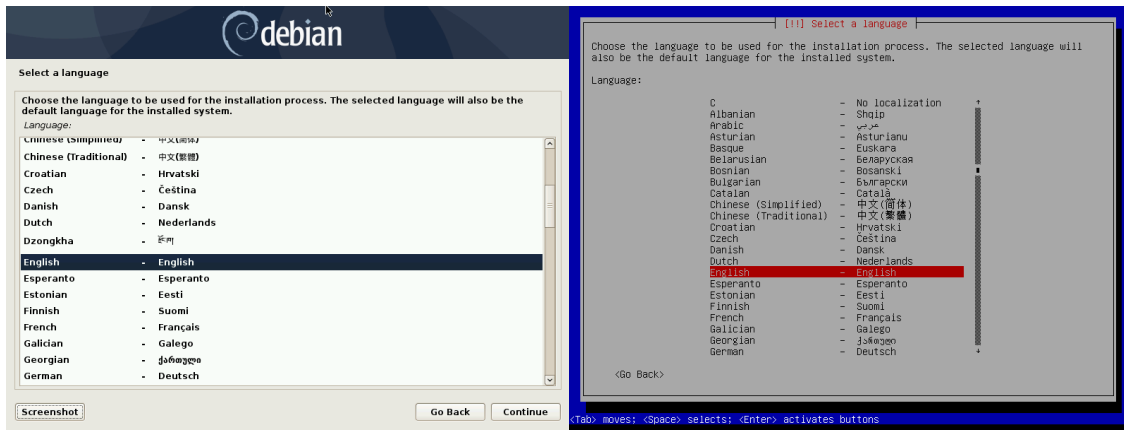 debian
Select a language
Choose the language to be used for the installation process. The selected language will also be the
default language for the installed system.
Language:
Chinese (Simplified) - 中文(简体)
Chinese (Traditional) - 中文(繁體)
Croatian - Hrvatski
Czech - Čeština
Danish - Dansk
Dutch - Nederlands
Dzongkha - རྫོང་ཁ།
English - English
Esperanto - Esperanto
Estonian - Eesti
Finnish - Suomi
French - Français
Galician - Galego
Georgian - ქართული
German - Deutsch
Screenshot
Go Back
Continue
[!!] Select a language
Choose the language to be used for the installation process. The selected language will
also be the default language for the installed system.
Language:
C - No localization
Albanian - Shqip
Arabic - عربي
Asturian - Asturianu
Basque - Euskara
Belarusian - Беларуская
Bosnian - Bosanski
Bulgarian - Български
Catalan - Català
Chinese (Simplified) - 中文(简体)
Chinese (Traditional) - 中文(繁體)
Croatian - Hrvatski
Czech - Čeština
Danish - Dansk
Dutch - Nederlands
English - English
Esperanto - Esperanto
Estonian - Eesti
Finnish - Suomi
French - Français
Galician - Galego
Georgian - ქართული
German - Deutsch
<Go Back>
<Tab> moves; <Space> selects; <Enter> activates buttons